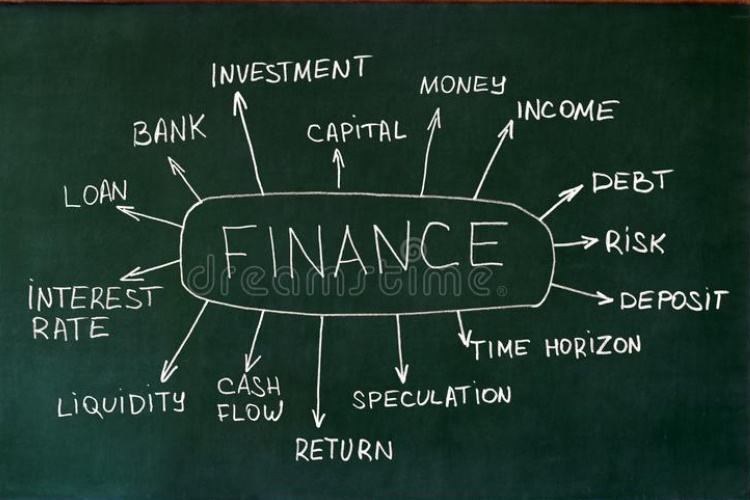 INVESTMENT
MONEY
INCOME
BANK
CAPITAL
LOAN
DEBT
FINANCE
dreamstime
RISK
INTEREST
RATE
DEPOSIT
TIME HORIZON
LIQUIDITY
CASH
FLOW
SPECULATION
RETURN